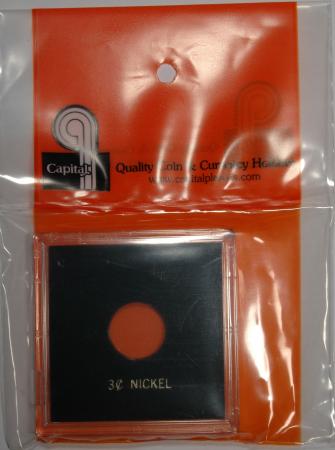 Capital
Quality Coin & Currency Holders
www.capitalplastics.com
3¢ NICKEL